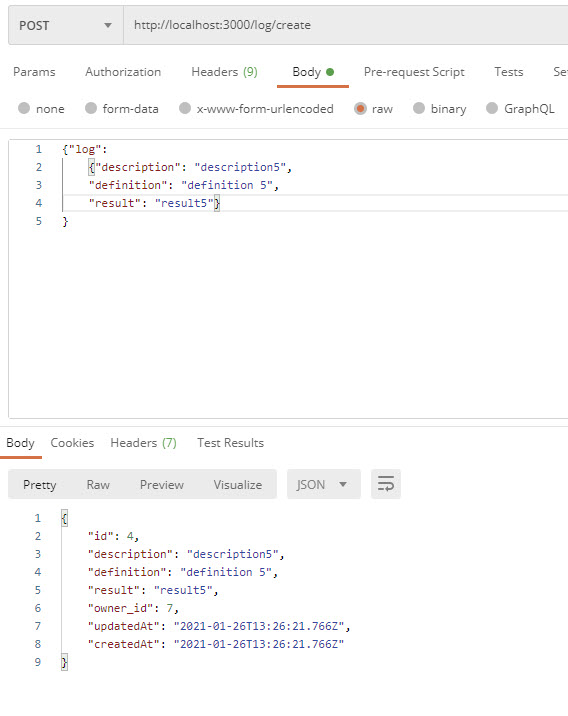 POST http://localhost:3000/log/create
Params Authorization Headers (9) Body Pre-request Script Tests Se
none form-data x-www-form-urlencoded raw binary GraphQL
1 {"log":
2 {"description": "description5",
3 "definition": "definition 5",
4 "result": "result5"}
5 }
Body Cookies Headers (7) Test Results
Pretty Raw Preview Visualize JSON
1 {
2 "id": 4,
3 "description": "description5",
4 "definition": "definition 5",
5 "result": "result5",
6 "owner_id": 7,
7 "updatedAt": "2021-01-26T13:26:21.766Z",
8 "createdAt": "2021-01-26T13:26:21.766Z"
9 }